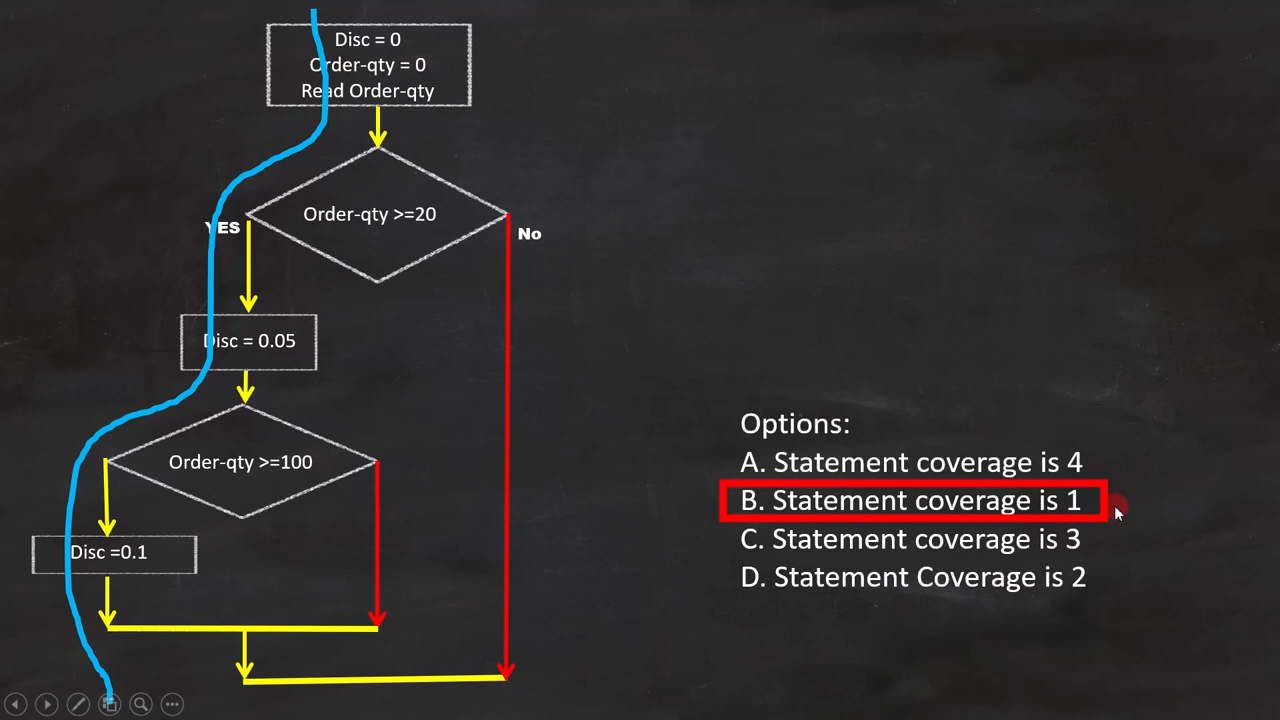 Disc = 0
Order-qty = 0
Read Order-qty
Order-qty >=20
YES
No
Disc = 0.05
Order-qty >=100
Disc =0.1
Options:
A. Statement coverage is 4
B. Statement coverage is 1
C. Statement coverage is 3
D. Statement Coverage is 2